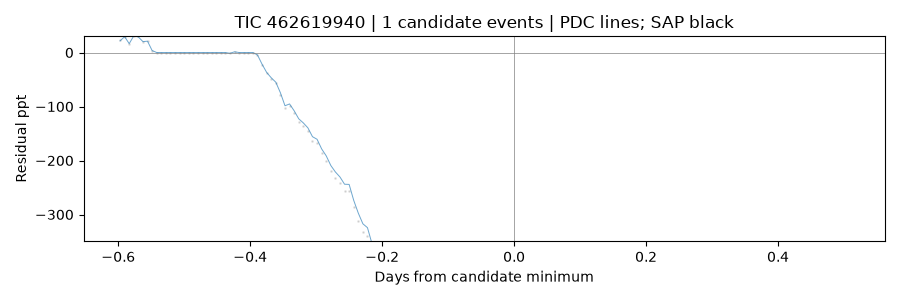 TIC 462619940 | 1 candidate events | PDC lines; SAP black
Residual ppt
0
−100
−200
−300
−0.6 −0.4 −0.2 0.0 0.2 0.4
Days from candidate minimum